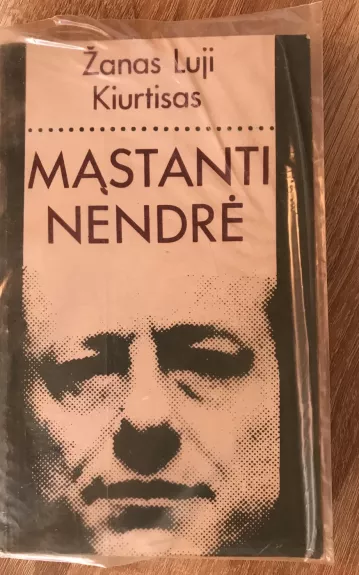 Žanas Luji
Kiurtisas
MĄSTANTI
NENDRĖ